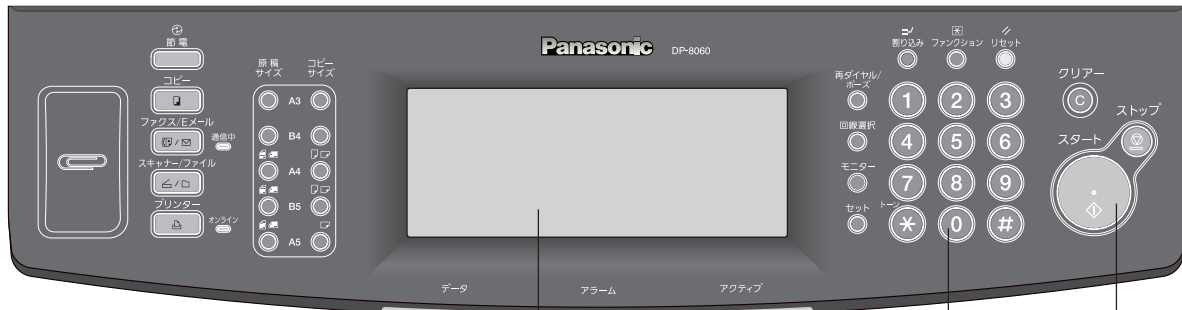 節電
コピー
ファクス/Eメール
通信中
スキャナー/ファイル
プリンター
オンライン
原稿
サイズ
コピー
サイズ
A3
B4
A4
B5
A5
Panasonic DP-8060
データ
アラーム
アクティブ
割り込み
ファンクション
リセット
再ダイヤル/
ポーズ
回線選択
モニター
セット
トーン
1 2 3
4 5 6
7 8 9
* 0 #
クリアー
C
ストップ
スタート